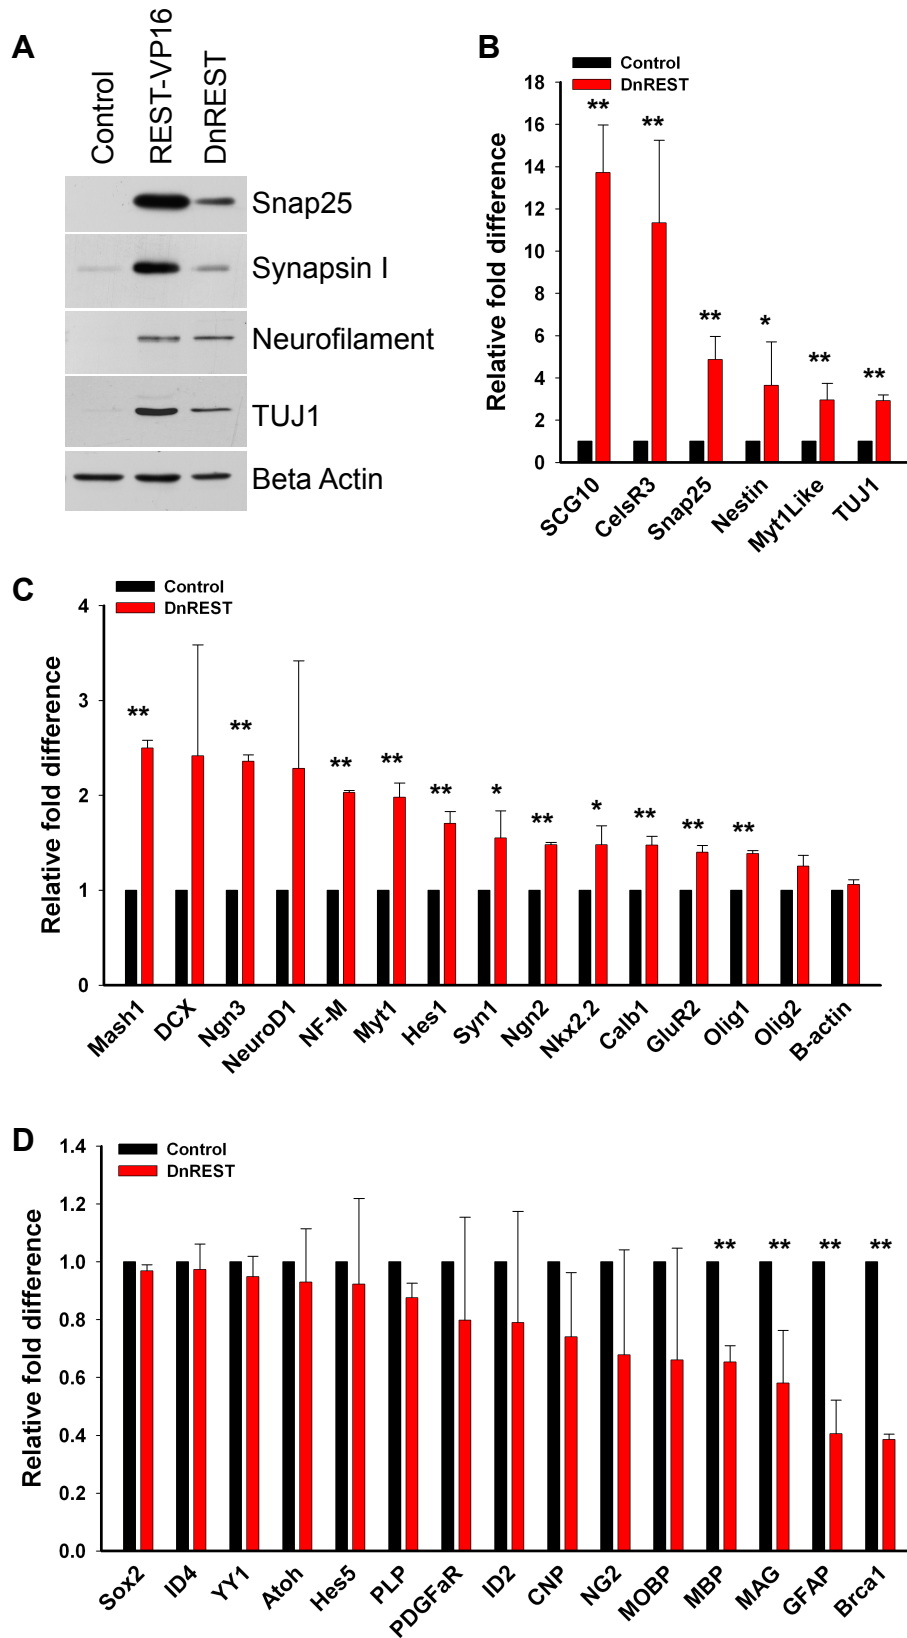 A
Control
REST-VP16
DnREST
Snap25
Synapsin I
Neurofilament
TUJ1
Beta Actin
B
Control
DnREST
Relative fold difference
18
16
14
12
10
8
6
4
2
0
**
**
**
*
**
**
SCG10
CelsR3
Snap25
Nestin
Myt1Like
TUJ1
C
Control
DnREST
Relative fold difference
4
3
2
1
0
**
**
**
**
**
*
**
*
**
**
**
Mash1
DCX
Ngn3
NeuroD1
NF-M
Myt1
Hes1
Syn1
Ngn2
Nkx2.2
Calb1
GluR2
Olig1
Olig2
B-actin
D
Control
DnREST
Relative fold difference
1.4
1.2
1.0
0.8
0.6
0.4
0.2
0.0
**
**
**
**
Sox2
ID4
YY1
Atoh
Hes5
PLP
PDGFaR
ID2
CNP
NG2
MOBP
MBP
MAG
GFAP
Brca1